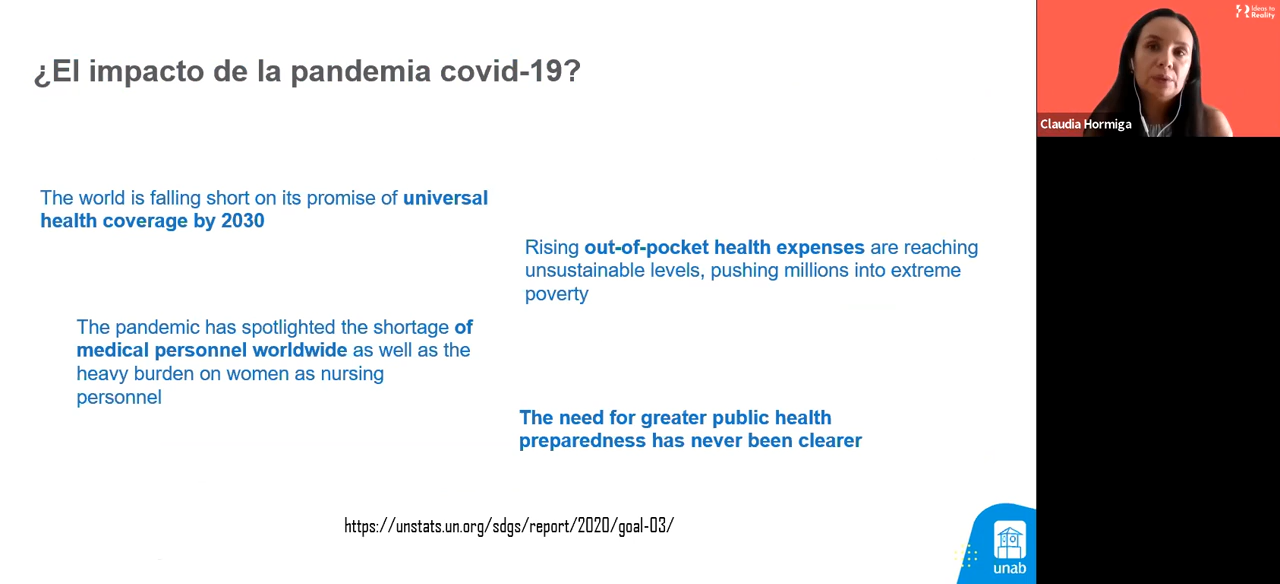 ¿El impacto de la pandemia covid-19?
The world is falling short on its promise of universal
health coverage by 2030
Rising out-of-pocket health expenses are reaching
unsustainable levels, pushing millions into extreme
poverty
The pandemic has spotlighted the shortage of
medical personnel worldwide as well as the
heavy burden on women as nursing
personnel
The need for greater public health
preparedness has never been clearer
https://unstats.un.org/sdgs/report/2020/goal-03/
unab
Ideas to
Reality
Claudia Hormiga